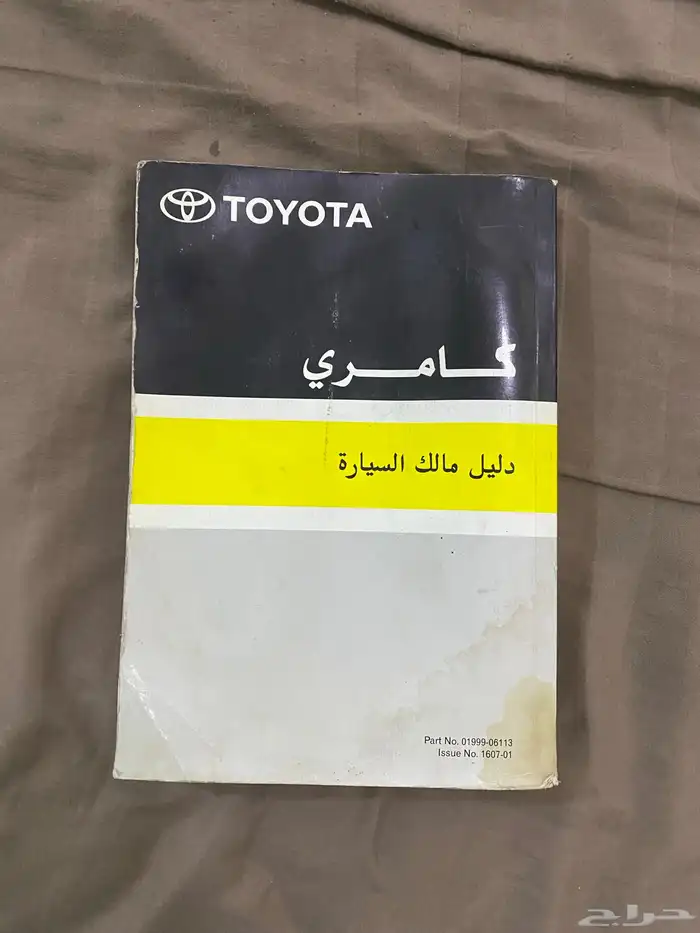 TOYOTA
كامري
دليل مالك السيارة
Part No. 01999-06113
Issue No. 1607-01
حراج